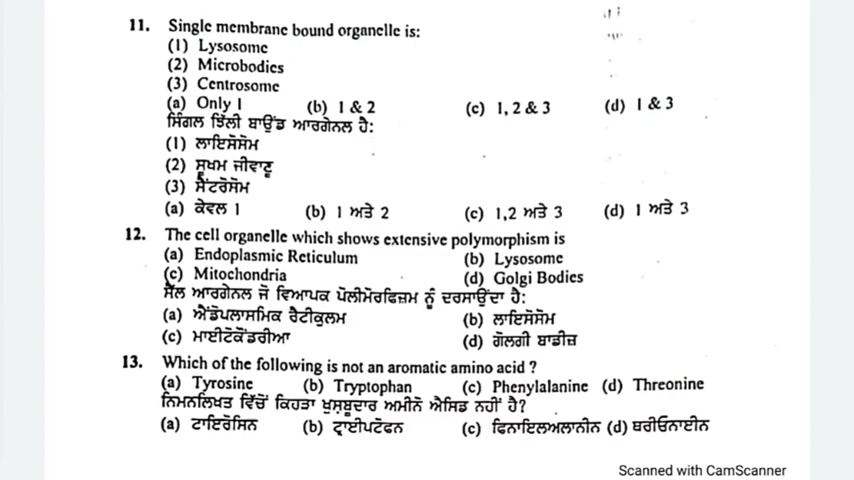 11. Single membrane bound organelle is:
(1) Lysosome
(2) Microbodies
(3) Centrosome
(a) Only 1 (b) 1 & 2 (c) 1, 2 & 3 (d) 1 & 3
ਸਿੰਗਲ ਝਿੱਲੀ ਬਾਉਂਡ ਆਰਗੇਨਲ ਹੈ:
(1) ਲਾਇਸੋਸੋਮ
(2) ਸੂਖਮ ਜੀਵਾਣੂ
(3) ਸੈਂਟਰੋਸੋਮ
(a) ਕੇਵਲ 1 (b) 1 ਅਤੇ 2 (c) 1,2 ਅਤੇ 3 (d) 1 ਅਤੇ 3
12. The cell organelle which shows extensive polymorphism is
(a) Endoplasmic Reticulum (b) Lysosome
(c) Mitochondria (d) Golgi Bodies
ਸੈੱਲ ਆਰਗੇਨਲ ਜੋ ਵਿਆਪਕ ਪੋਲੀਮੋਰਫਿਜ਼ਮ ਨੂੰ ਦਰਸਾਉਂਦਾ ਹੈ:
(a) ਐਂਡੋਪਲਾਸਮਿਕ ਰੈਟੀਕੁਲਮ (b) ਲਾਇਸੋਸੋਮ
(c) ਮਾਈਟੋਕੌਂਡਰੀਆ (d) ਗੋਲਗੀ ਬਾਡੀਜ਼
13. Which of the following is not an aromatic amino acid ?
(a) Tyrosine (b) Tryptophan (c) Phenylalanine (d) Threonine
ਨਿਮਨਲਿਖਤ ਵਿੱਚੋਂ ਕਿਹੜਾ ਖੁਸ਼ਬੂਦਾਰ ਅਮੀਨੋ ਐਸਿਡ ਨਹੀਂ ਹੈ?
(a) ਟਾਇਰੋਸਿਨ (b) ਟ੍ਰਾਈਪਟੋਫਨ (c) ਫਿਨਾਇਲਅਲਾਨੀਨ (d) ਥਰੀਓਨਾਈਨ
Scanned with CamScanner